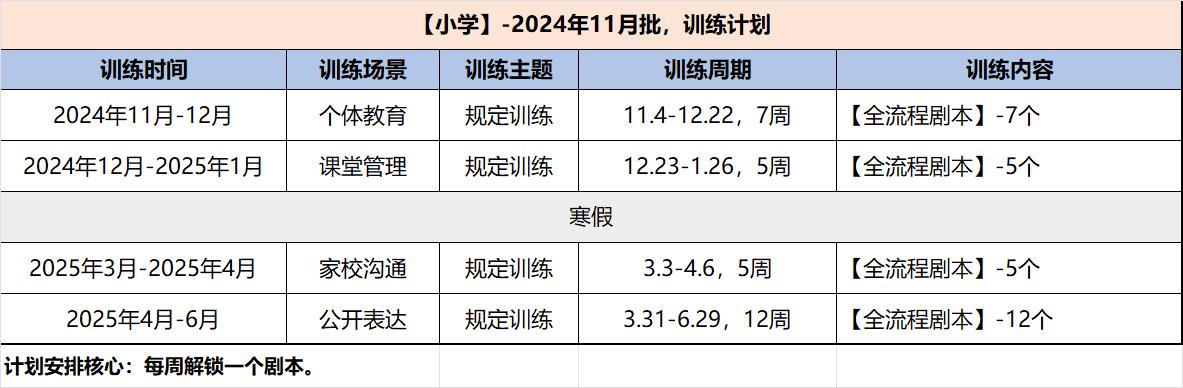 【小学】-2024年11月批，训练计划
训练时间 训练场景 训练主题 训练周期 训练内容
2024年11月-12月 个体教育 规定训练 11.4-12.22，7周 【全流程剧本】-7个
2024年12月-2025年1月 课堂管理 规定训练 12.23-1.26，5周 【全流程剧本】-5个
寒假
2025年3月-2025年4月 家校沟通 规定训练 3.3-4.6，5周 【全流程剧本】-5个
2025年4月-6月 公开表达 规定训练 3.31-6.29，12周 【全流程剧本】-12个
计划安排核心：每周解锁一个剧本。